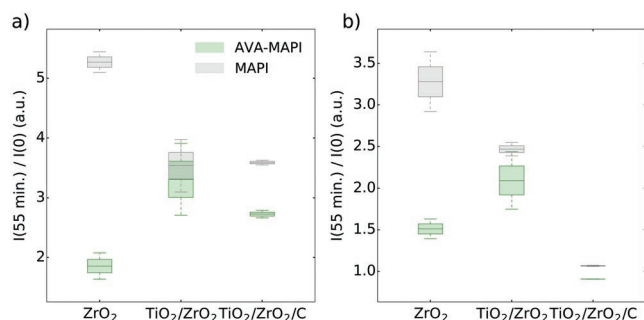 a)
I(55 min.) / I(0) (a.u.)
5
4
3
2
AVA-MAPI
MAPI
ZrO₂ TiO₂/ZrO₂ TiO₂/ZrO₂/C
b)
I(55 min.) / I(0) (a.u.)
3.5
3.0
2.5
2.0
1.5
1.0
ZrO₂ TiO₂/ZrO₂ TiO₂/ZrO₂/C